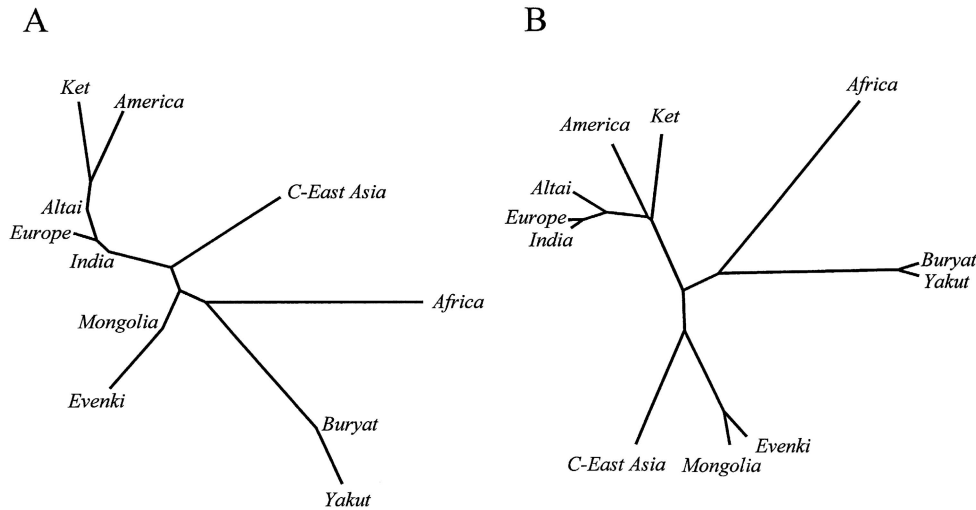 A
Ket
America
C-East Asia
Altai
Europe
India
Africa
Mongolia
Evenki
Buryat
Yakut
B
Africa
Ket
America
Altai
Europe
India
Buryat
Yakut
Evenki
C-East Asia
Mongolia